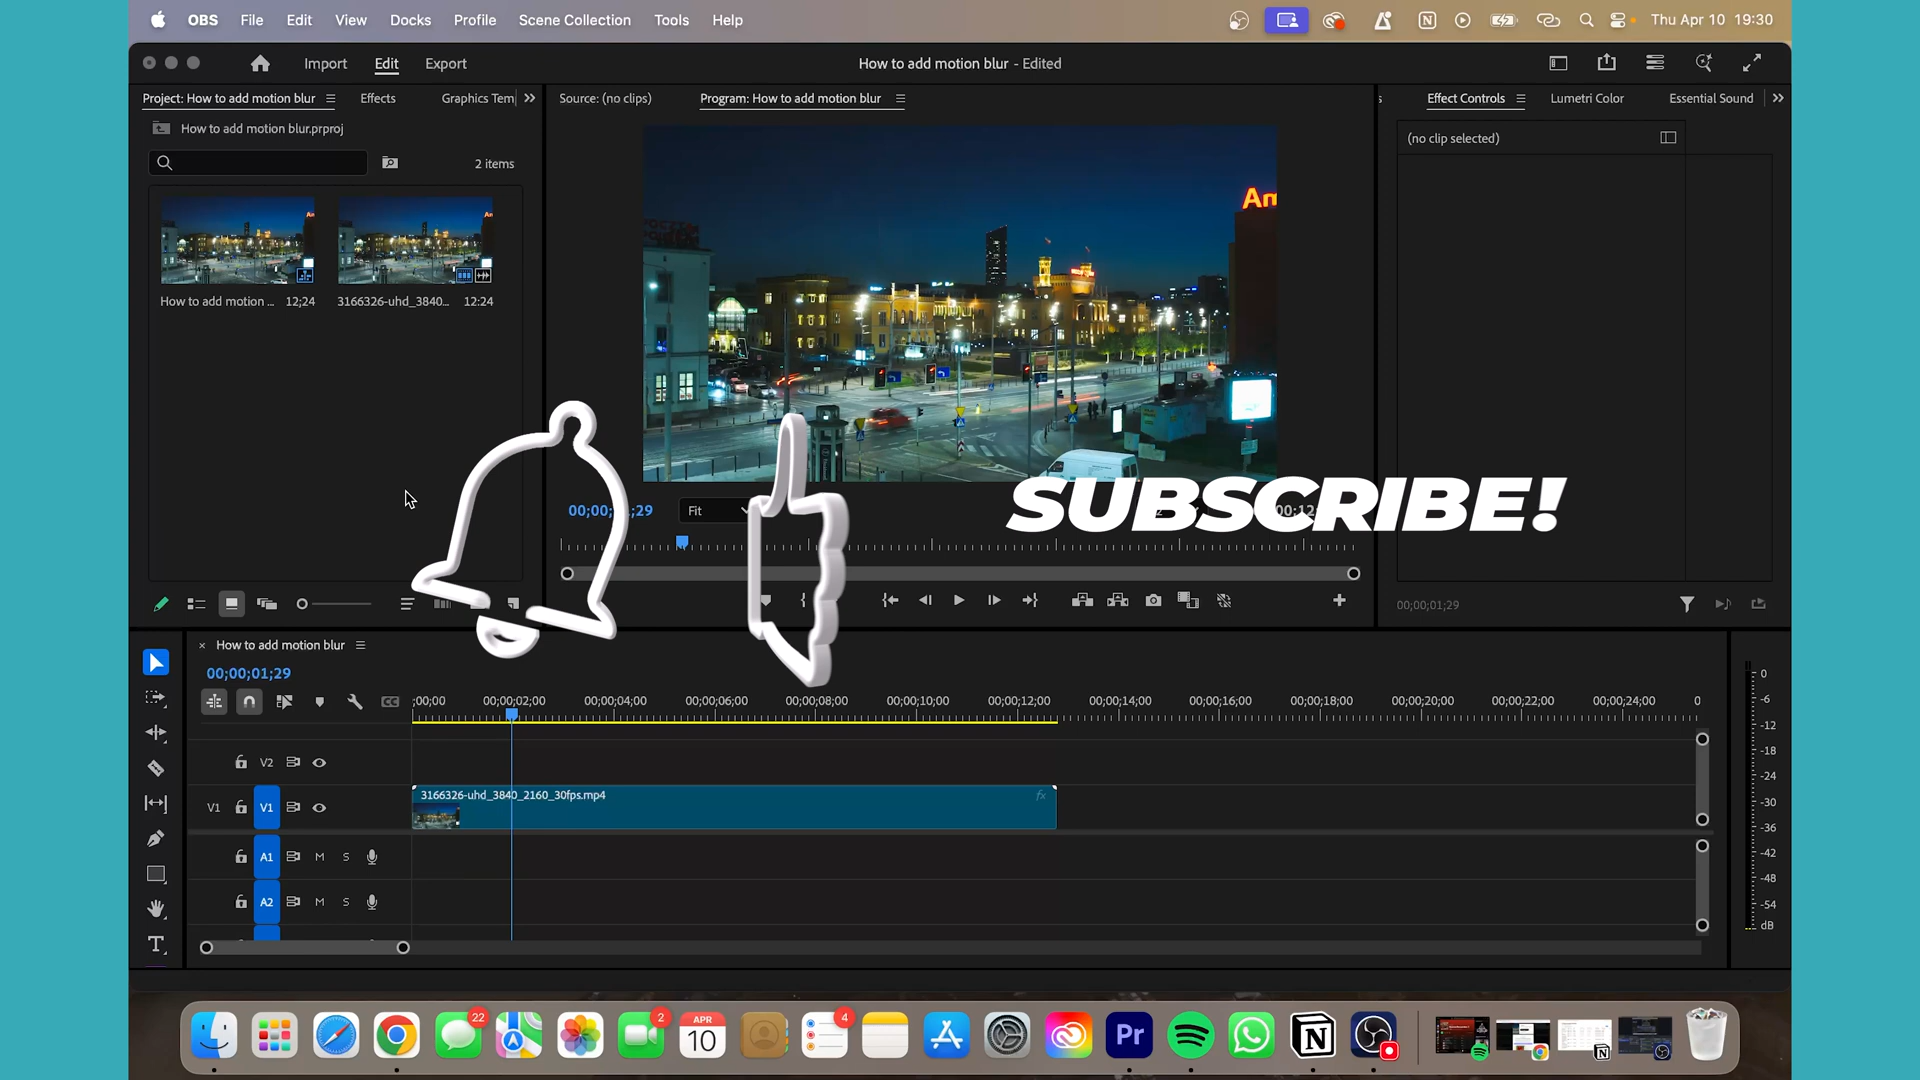 OBS File Edit View Docks Profile Scene Collection Tools Help
Thu Apr 10 19:30
Import Edit Export
How to add motion blur - Edited
Project: How to add motion blur Effects Graphics Tem
Source: (no clips) Program: How to add motion blur
Effect Controls Lumetri Color Essential Sound
How to add motion blur.prproj
(no clip selected)
2 items
Am
How to add motion ... 12;24
3166326-uhd_3840... 12:24
00;00;
;29
Fit
SUBSCRIBE!
00;00;01;29
How to add motion blur
00;00;01;29
;00;00 00;00;02;00 00;00;04;00 00;00;06;00 00;00;08;00 00;00;10;00 00;00;12;00 00;00;14;00 00;00;16;00 00;00;18;00 00;00;20;00 00;00;22;00 00;00;24;00 0
V2
V1 V1
3166326-uhd_3840_2160_30fps.mp4 fx
A1 M S
A2 M S
0
-6
-12
-18
-24
-30
-36
-42
-48
-54
dB
T
22
2
APR
10
4
Pr